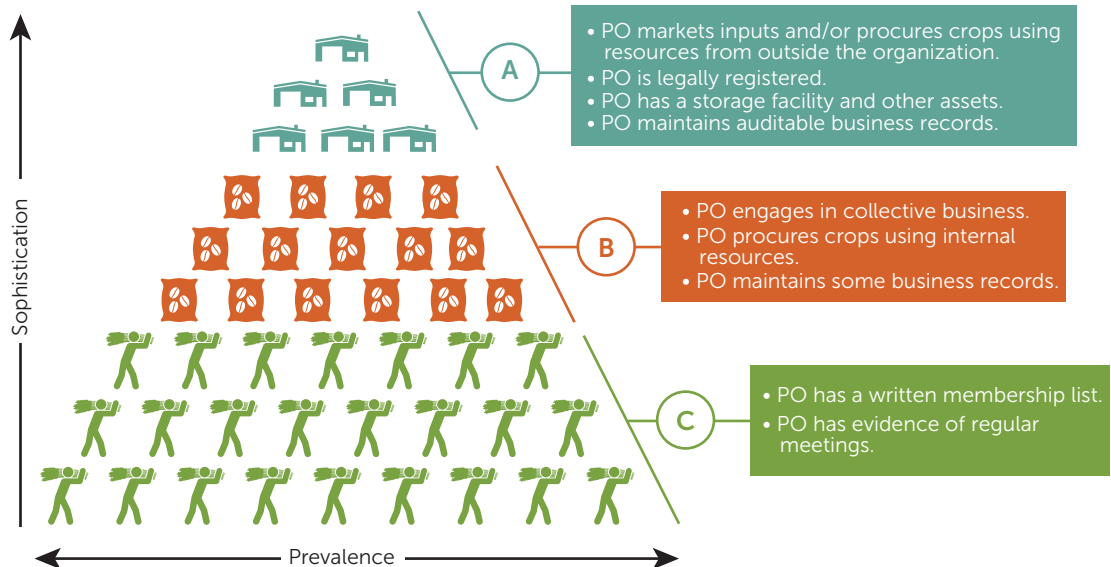 A
• PO markets inputs and/or procures crops using
resources from outside the organization.
• PO is legally registered.
• PO has a storage facility and other assets.
• PO maintains auditable business records.
B
• PO engages in collective business.
• PO procures crops using internal
resources.
• PO maintains some business records.
C
• PO has a written membership list.
• PO has evidence of regular
meetings.
Sophistication
Prevalence